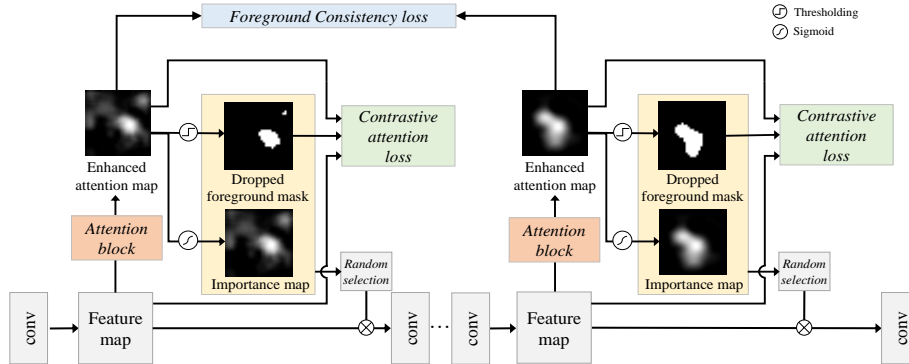 Foreground Consistency loss
Thresholding
Sigmoid
Enhanced
attention map
Dropped
foreground mask
Contrastive
attention
loss
Attention
block
Importance map
Random
selection
conv
Feature
map
conv
...
conv
Enhanced
attention map
Dropped
foreground mask
Contrastive
attention
loss
Attention
block
Importance map
Random
selection
Feature
map
conv